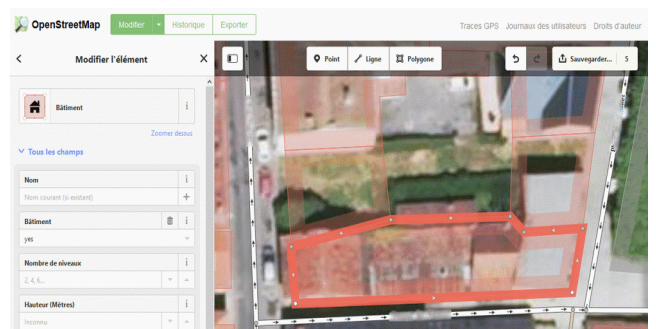 OpenStreetMap Modifier Historique Exporter Traces GPS Journaux des utilisateurs Droits d'auteur
Modifier l'élément X Point Ligne Polygone Sauvegarder... 5
Bâtiment i
Zoomer dessus
Tous les champs
Nom i
Nom courant (si existant) +
Bâtiment i
yes
Nombre de niveaux i
2, 4, 6...
Hauteur (Mètres) i
Inconnu